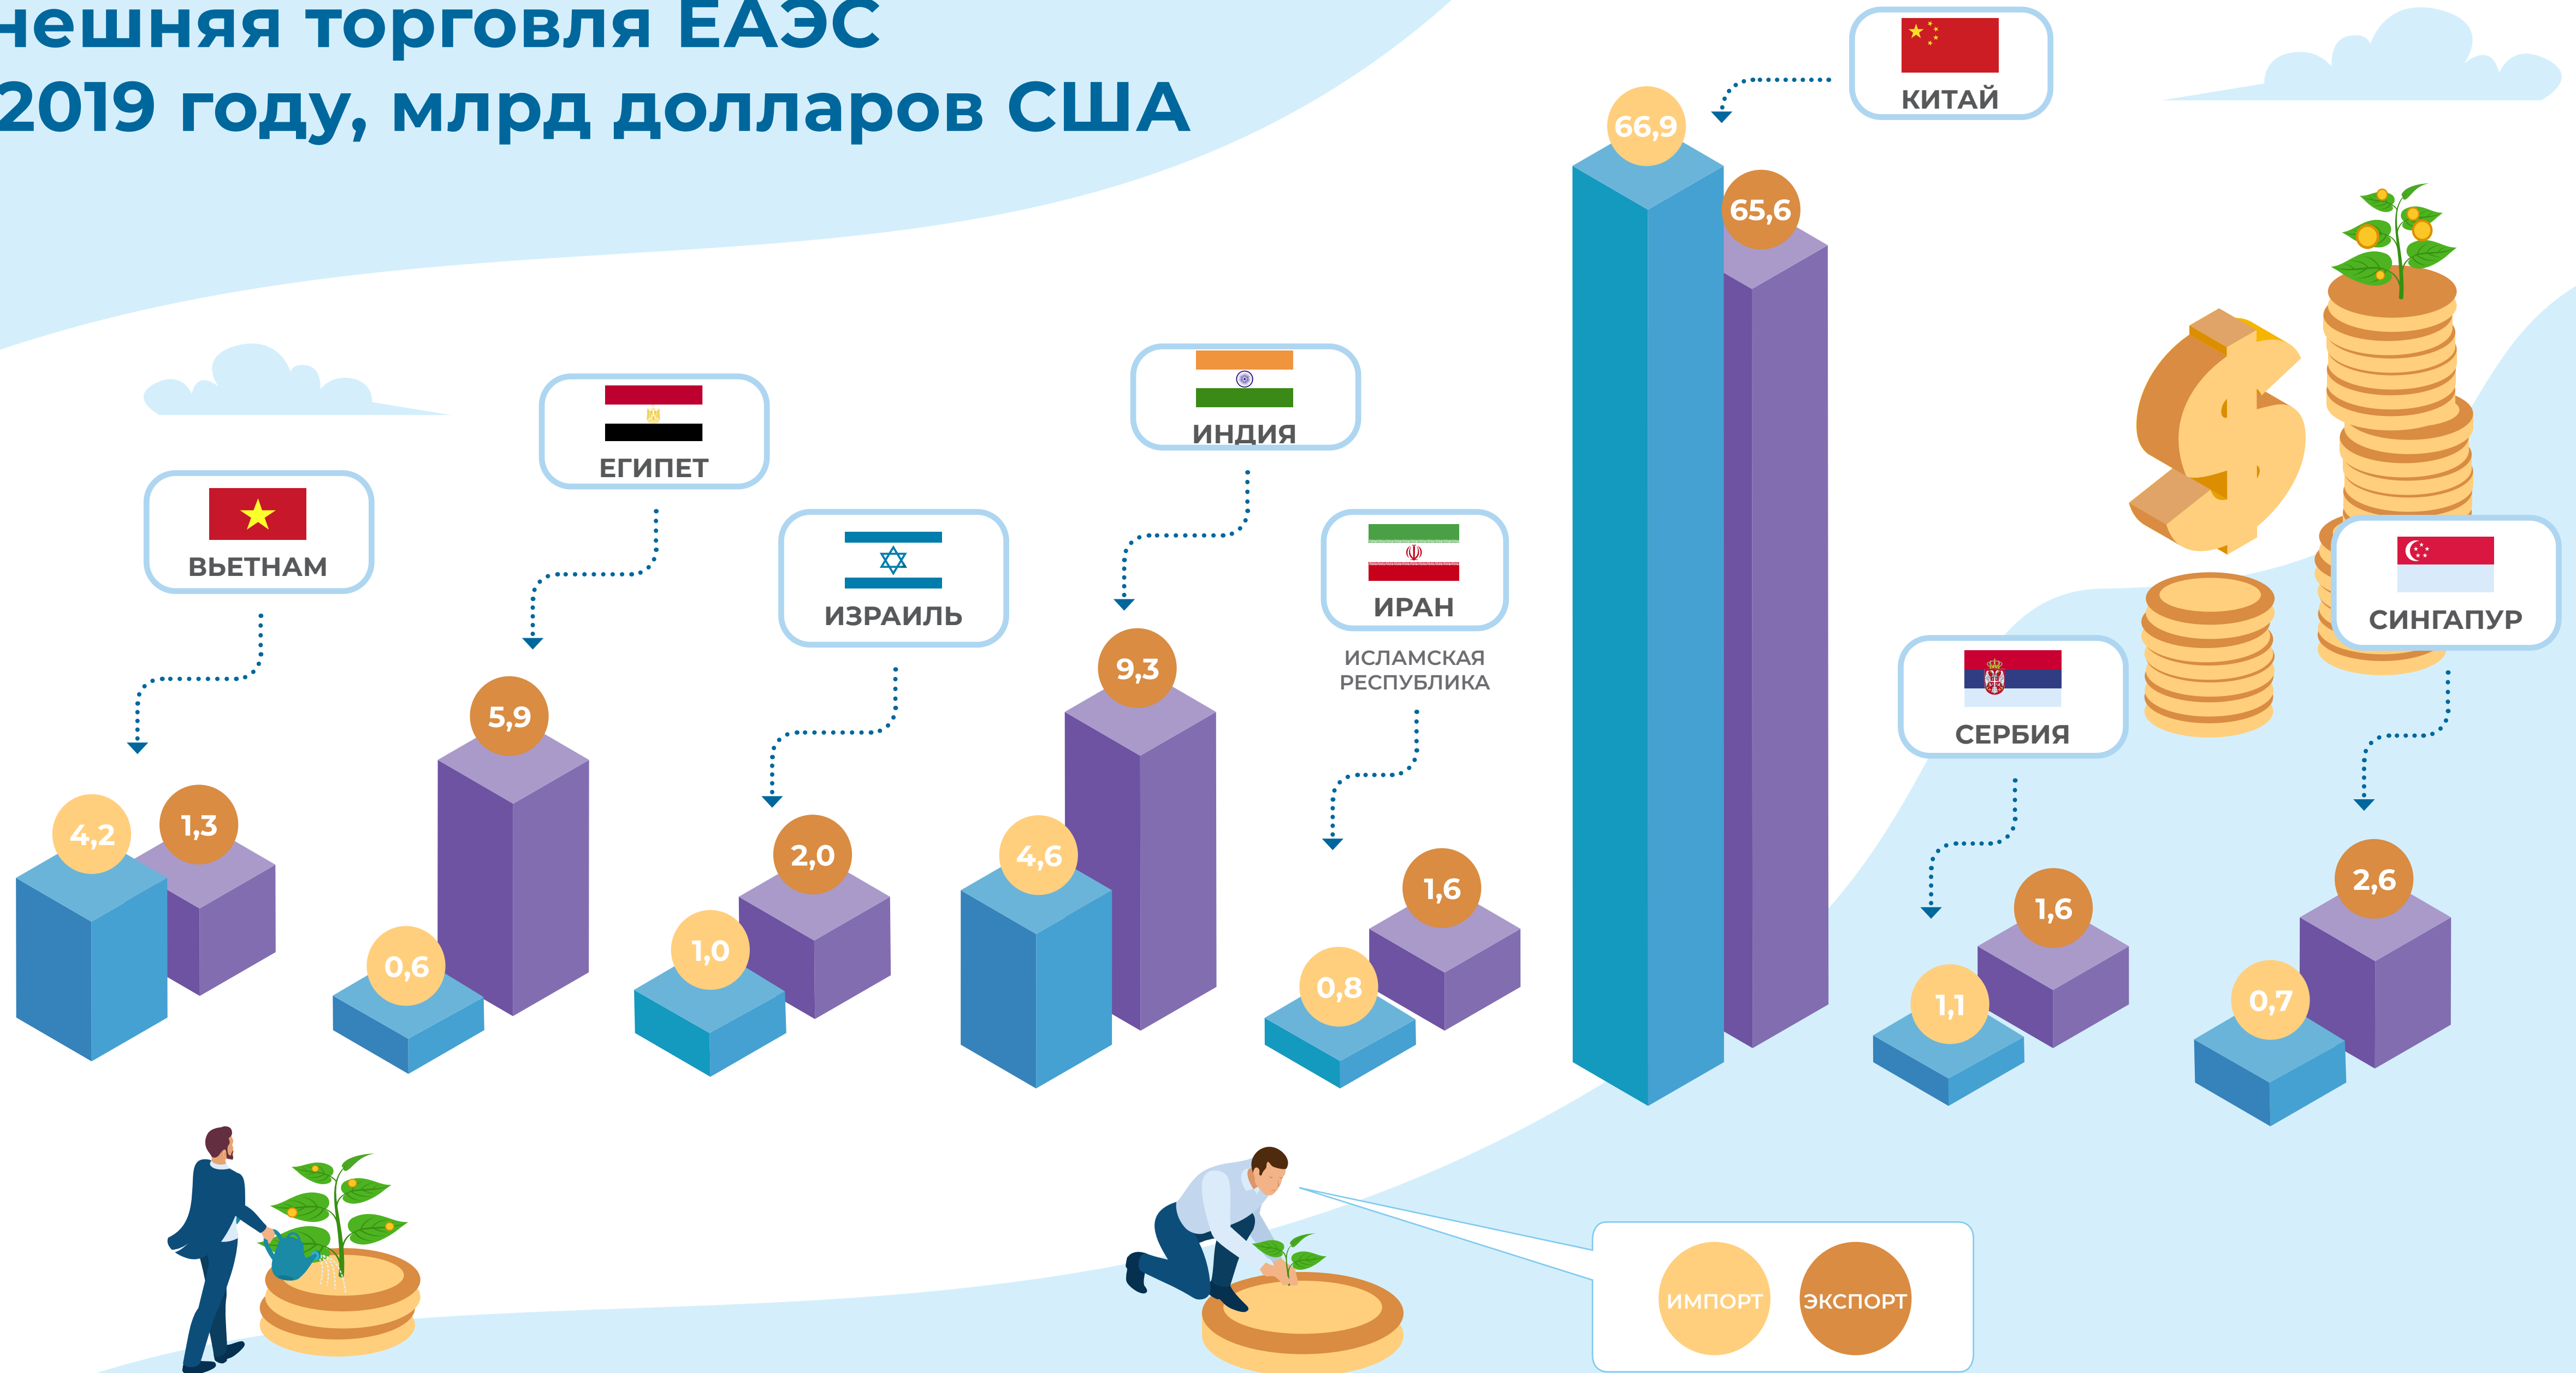 нешняя торговля ЕАЭС
2019 году, млрд долларов США
КИТАЙ
66,9
65,6
ИНДИЯ
ЕГИПЕТ
ВЬЕТНАМ
ИЗРАИЛЬ
ИРАН
ИСЛАМСКАЯ
РЕСПУБЛИКА
СИНГАПУР
СЕРБИЯ
4,2
1,3
0,6
5,9
1,0
2,0
4,6
9,3
0,8
1,6
1,1
1,6
0,7
2,6
ИМПОРТ
ЭКСПОРТ